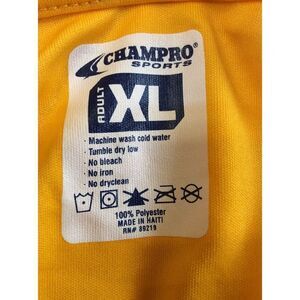 CHAMPRO
SPORTS
ADULT
XL
· Machine wash cold water
· Tumble dry low
· No bleach
· No iron
· No dryclean
100% Polyester
MADE IN HAITI
RN# 89219